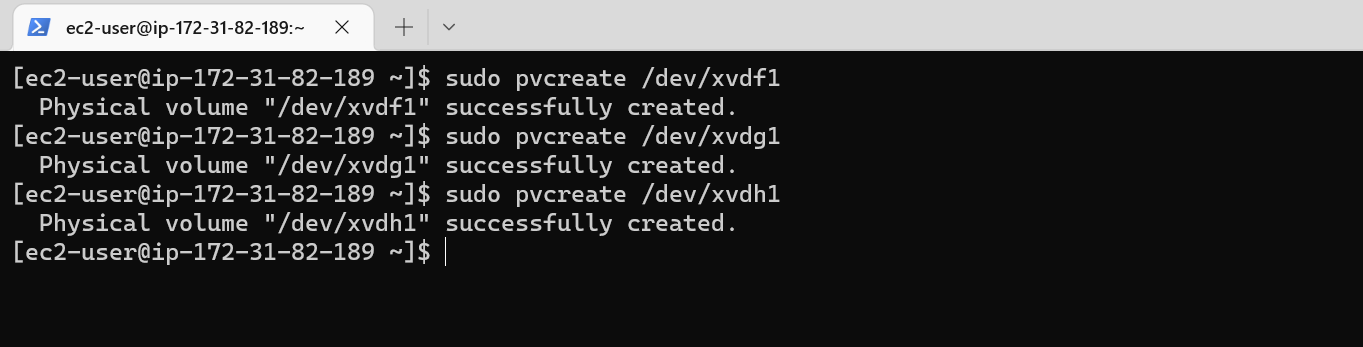 ec2-user@ip-172-31-82-189:~
[ec2-user@ip-172-31-82-189 ~]$ sudo pvcreate /dev/xvdf1
  Physical volume "/dev/xvdf1" successfully created.
[ec2-user@ip-172-31-82-189 ~]$ sudo pvcreate /dev/xvdg1
  Physical volume "/dev/xvdg1" successfully created.
[ec2-user@ip-172-31-82-189 ~]$ sudo pvcreate /dev/xvdh1
  Physical volume "/dev/xvdh1" successfully created.
[ec2-user@ip-172-31-82-189 ~]$